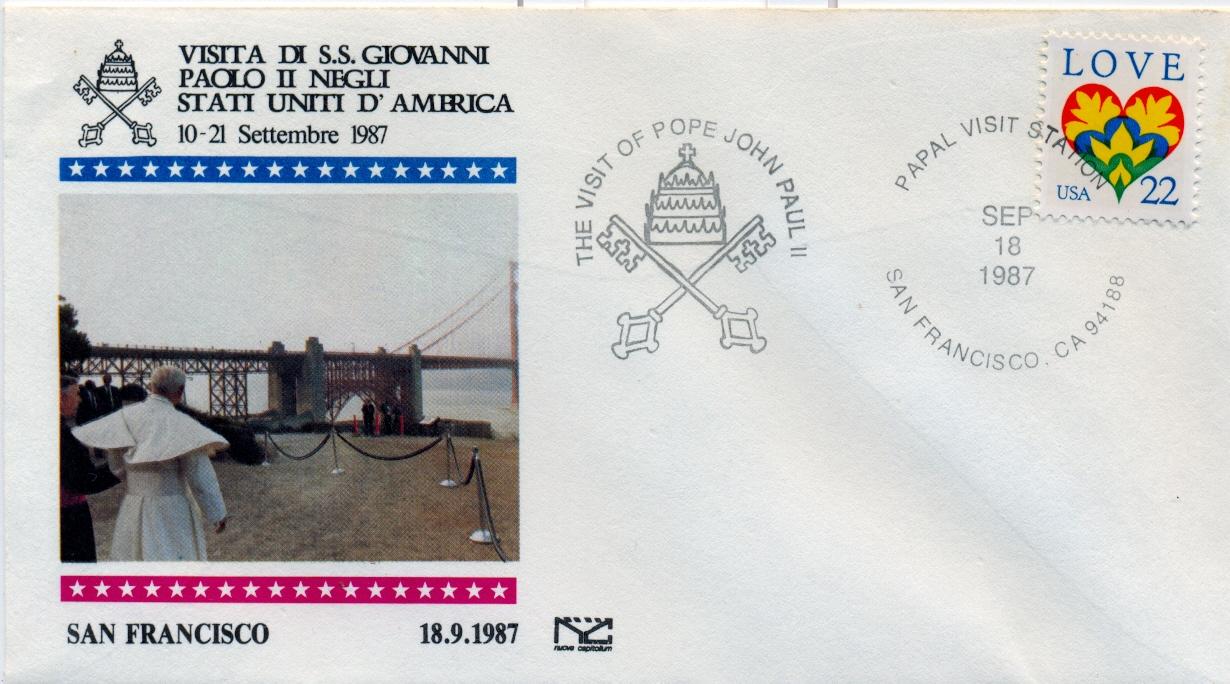 VISITA DI S.S. GIOVANNI
PAOLO II NEGLI
STATI UNITI D'AMERICA
10-21 Settembre 1987
THE VISIT OF POPE JOHN PAUL II
PAPAL VISIT STATION
SEP
18
1987
SAN FRANCISCO, CA 94188
LOVE
USA 22
SAN FRANCISCO 18.9.1987
nuova capitolium